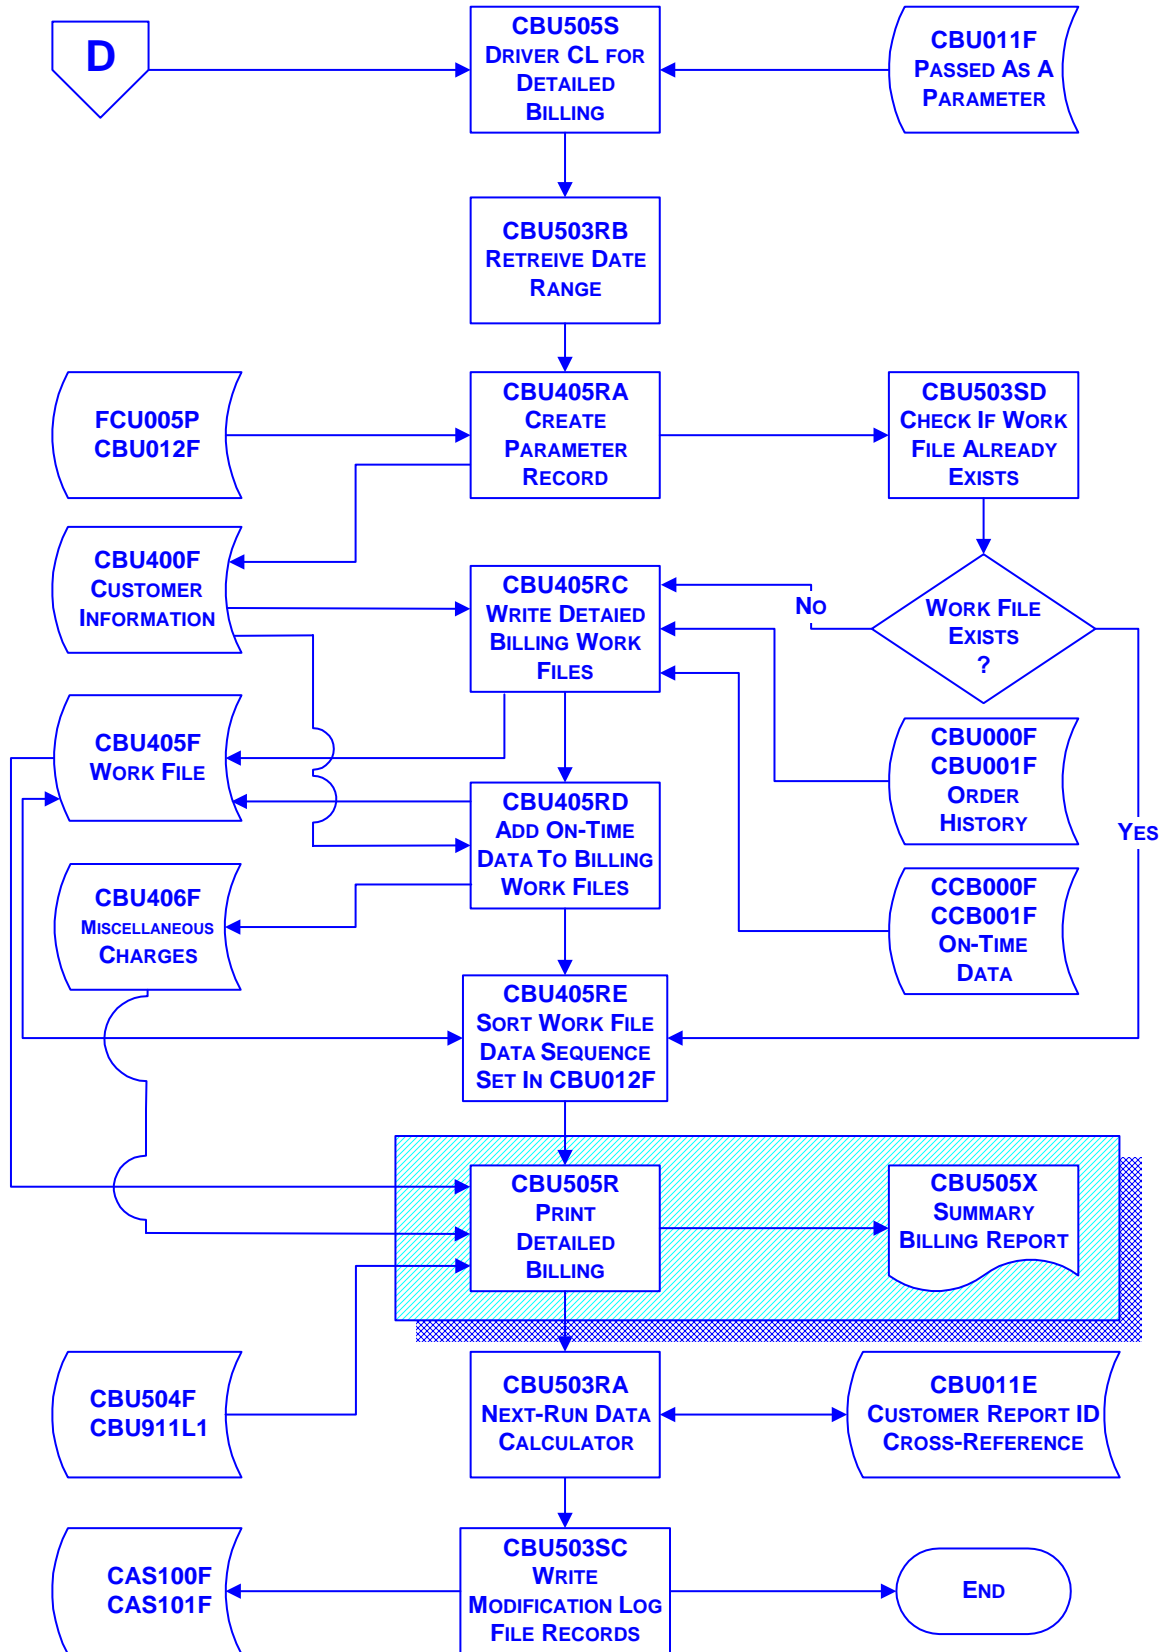 D
CBU505S
DRIVER CL FOR
DETAILED
BILLING
CBU011F
PASSED AS A
PARAMETER
CBU503RB
RETREIVE DATE
RANGE
FCU005P
CBU012F
CBU405RA
CREATE
PARAMETER
RECORD
CBU503SD
CHECK IF WORK
FILE ALREADY
EXISTS
CBU400F
CUSTOMER
INFORMATION
CBU405RC
WRITE DETAIED
BILLING WORK
FILES
NO
WORK FILE
EXISTS
?
CBU405F
WORK FILE
CBU000F
CBU001F
ORDER
HISTORY
YES
CBU405RD
ADD ON-TIME
DATA TO BILLING
WORK FILES
CBU406F
MISCELLANEOUS
CHARGES
CCB000F
CCB001F
ON-TIME
DATA
CBU405RE
SORT WORK FILE
DATA SEQUENCE
SET IN CBU012F
CBU505R
PRINT
DETAILED
BILLING
CBU505X
SUMMARY
BILLING REPORT
CBU504F
CBU911L1
CBU503RA
NEXT-RUN DATA
CALCULATOR
CBU011E
CUSTOMER REPORT ID
CROSS-REFERENCE
CAS100F
CAS101F
CBU503SC
WRITE
MODIFICATION LOG
FILE RECORDS
END